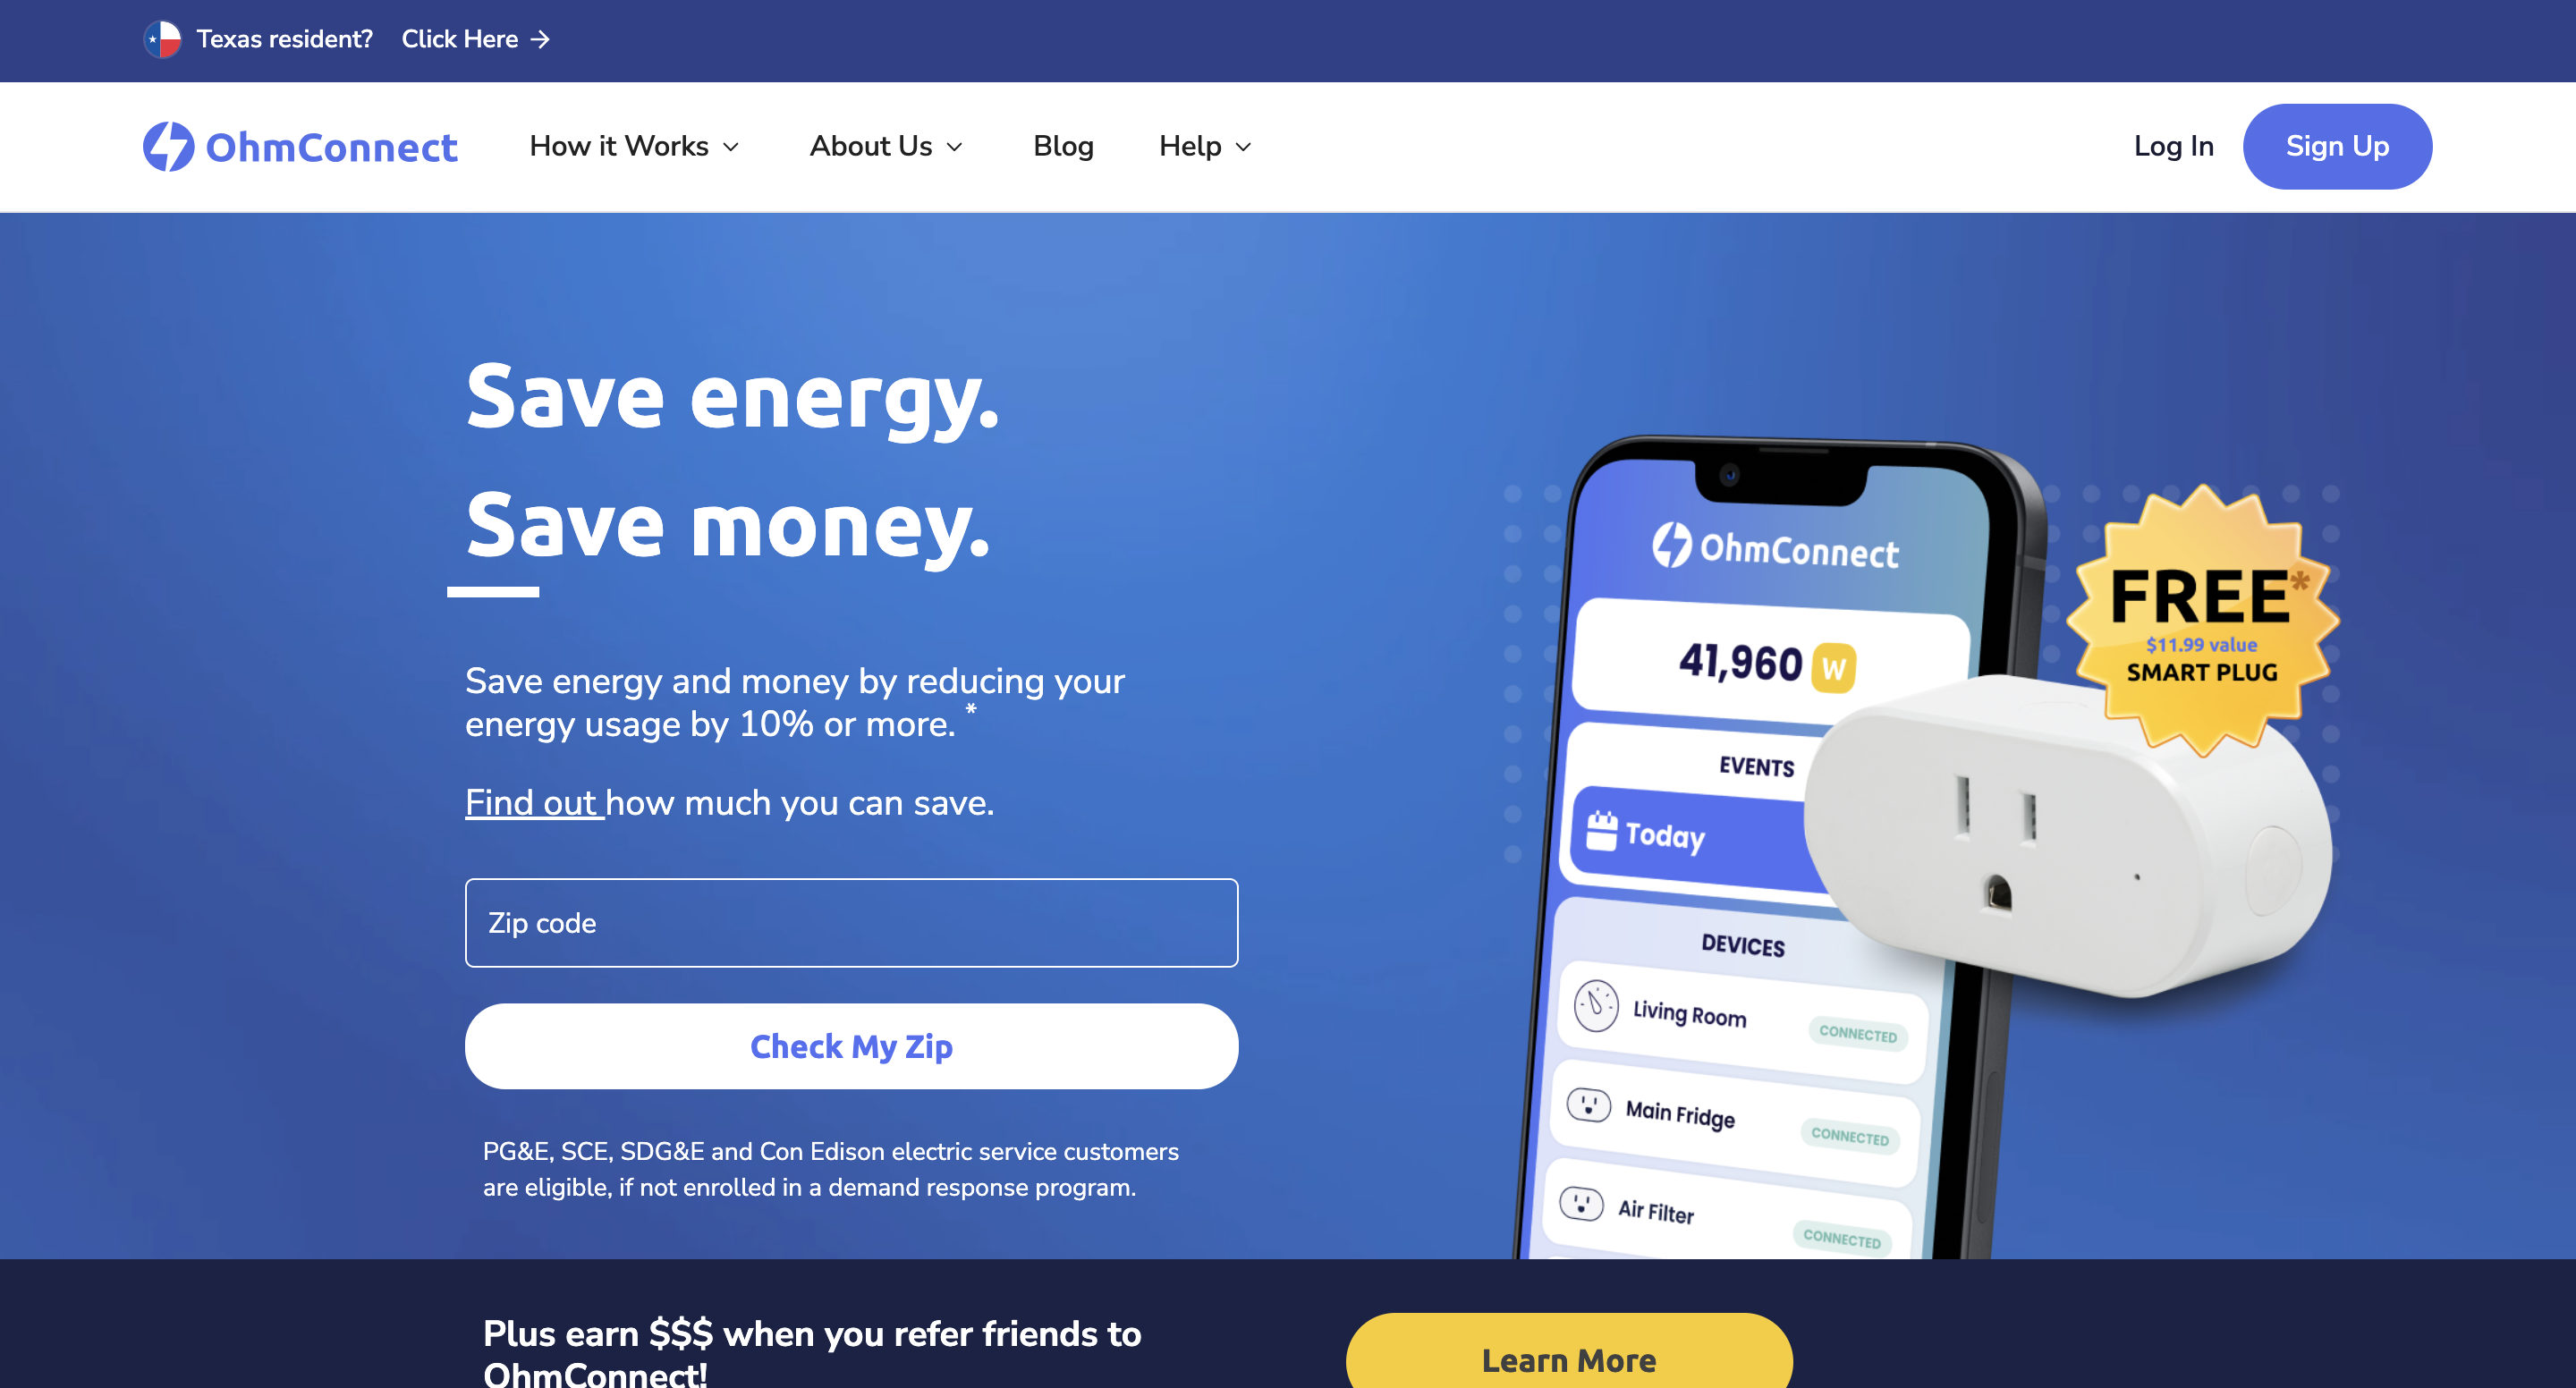 Texas resident? Click Here →
OhmConnect
How it Works
About Us
Blog
Help
Log In
Sign Up
Save energy.
Save money.
Save energy and money by reducing your
energy usage by 10% or more. *
Find out how much you can save.
Zip code
Check My Zip
PG&E, SCE, SDG&E and Con Edison electric service customers
are eligible, if not enrolled in a demand response program.
OhmConnect
41,960 W
EVENTS
Today
DEVICES
Living Room CONNECTED
Main Fridge CONNECTED
Air Filter CONNECTED
FREE*
$11.99 value
SMART PLUG
Plus earn $$$ when you refer friends to
OhmConnect!
Learn More